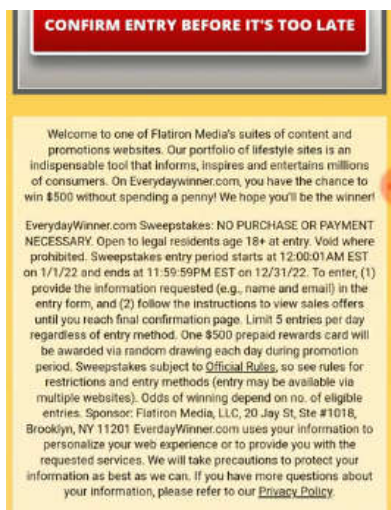 CONFIRM ENTRY BEFORE IT'S TOO LATE
Welcome to one of Flatiron Media's suites of content and
promotions websites. Our portfolio of lifestyle sites is an
indispensable tool that informs, inspires and entertains millions
of consumers. On Everydaywinner.com, you have the chance to
win $500 without spending a penny! We hope you'll be the winner!
EverydayWinner.com Sweepstakes: NO PURCHASE OR PAYMENT
NECESSARY. Open to legal residents age 18+ at entry. Void where
prohibited. Sweepstakes entry period starts at 12:00:01AM EST
on 1/1/22 and ends at 11:59:59PM EST on 12/31/22. To enter, (1)
provide the information requested (e.g., name and email) in the
entry form, and (2) follow the instructions to view sales offers
until you reach final confirmation page. Limit 5 entries per day
regardless of entry method. One $500 prepaid rewards card will
be awarded via random drawing each day during promotion
period. Sweepstakes subject to Official Rules, so see rules for
restrictions and entry methods (entry may be available via
multiple websites). Odds of winning depend on no. of eligible
entries. Sponsor: Flatiron Media, LLC, 20 Jay St, Ste #1018,
Brooklyn, NY 11201 EverdayWinner.com uses your information to
personalize your web experience or to provide you with the
requested services. We will take precautions to protect your
information as best as we can. If you have more questions about
your information, please refer to our Privacy Policy.